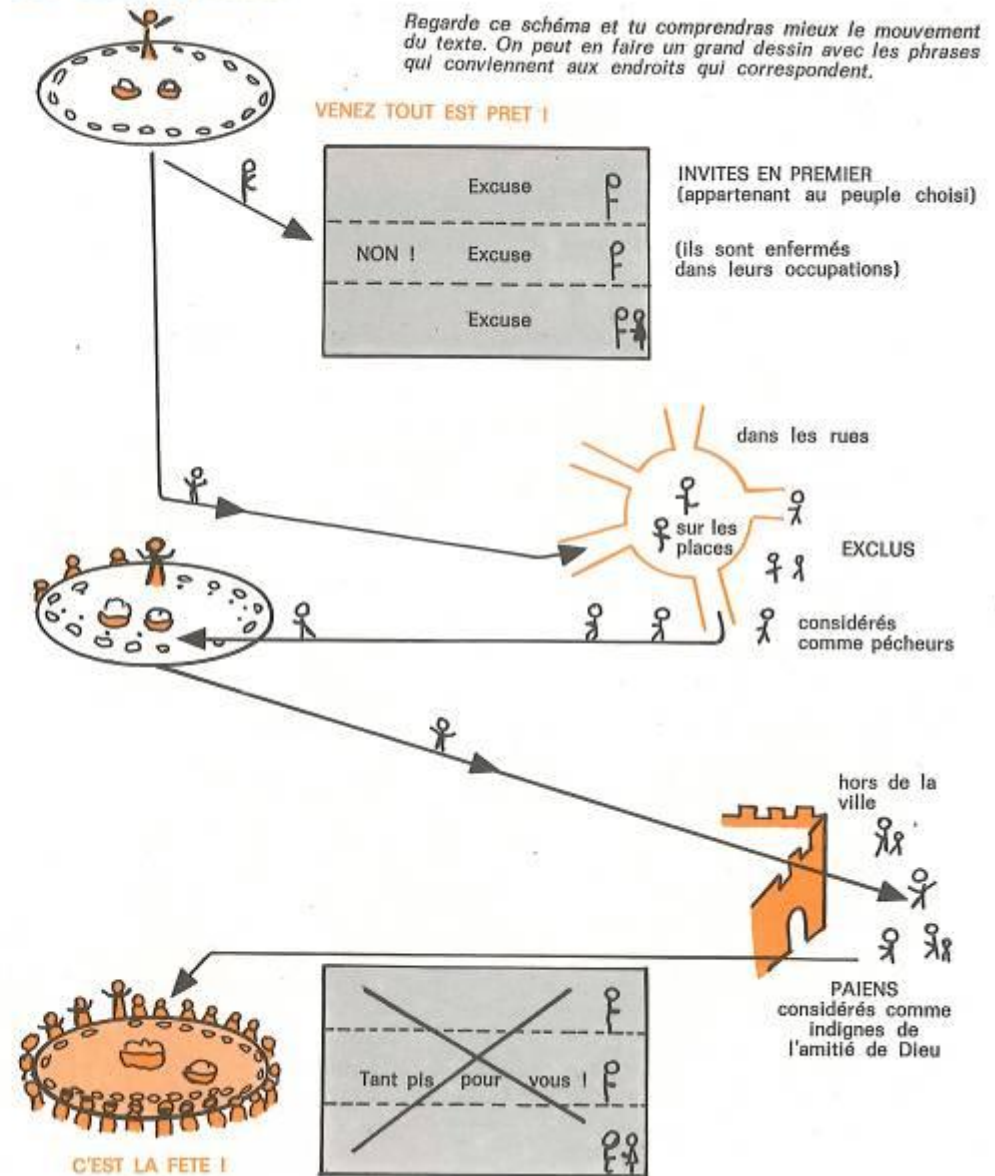 Regarde ce schéma et tu comprendras mieux le mouvement
du texte. On peut en faire un grand dessin avec les phrases
qui conviennent aux endroits qui correspondent.
VENEZ TOUT EST PRET !
Excuse
INVITES EN PREMIER
(appartenant au peuple choisi)
NON ! Excuse
(ils sont enfermés
dans leurs occupations)
Excuse
dans les rues
sur les
places
EXCLUS
considérés
comme pécheurs
hors de la
ville
PAIENS
considérés comme
indignes de
l'amitié de Dieu
Tant pis pour vous !
C'EST LA FETE !